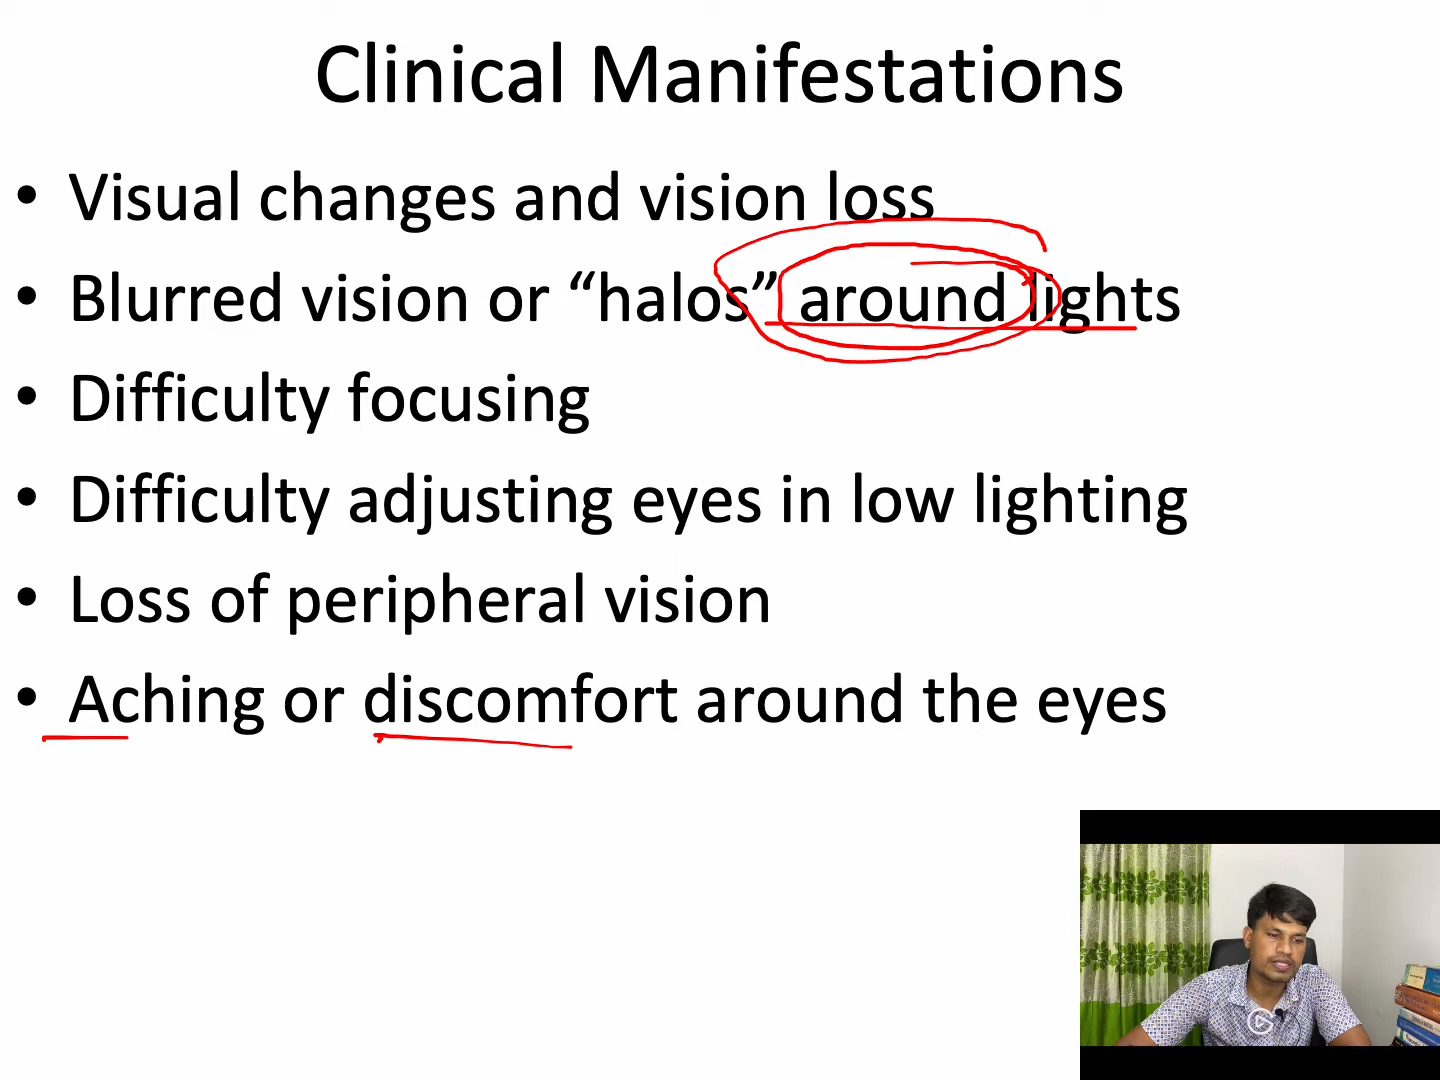 Clinical Manifestations
• Visual changes and vision loss
• Blurred vision or “halos” around lights
• Difficulty focusing
• Difficulty adjusting eyes in low lighting
• Loss of peripheral vision
• Aching or discomfort around the eyes